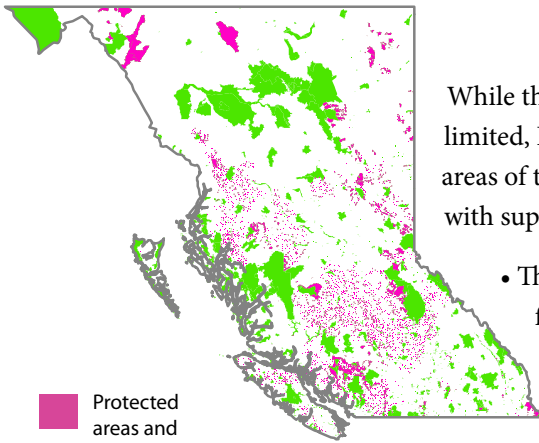 While th
limited,
areas of t
with sup
• Th
f
Protected
areas and